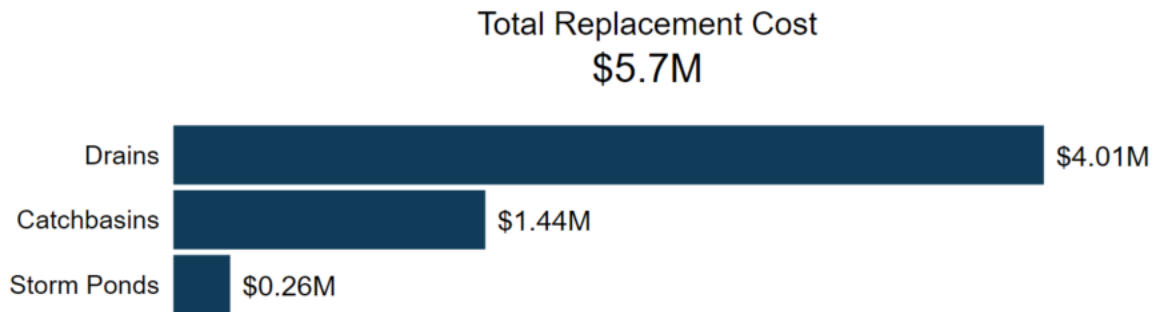 Total Replacement Cost
$5.7M
Drains $4.01M
Catchbasins $1.44M
Storm Ponds $0.26M